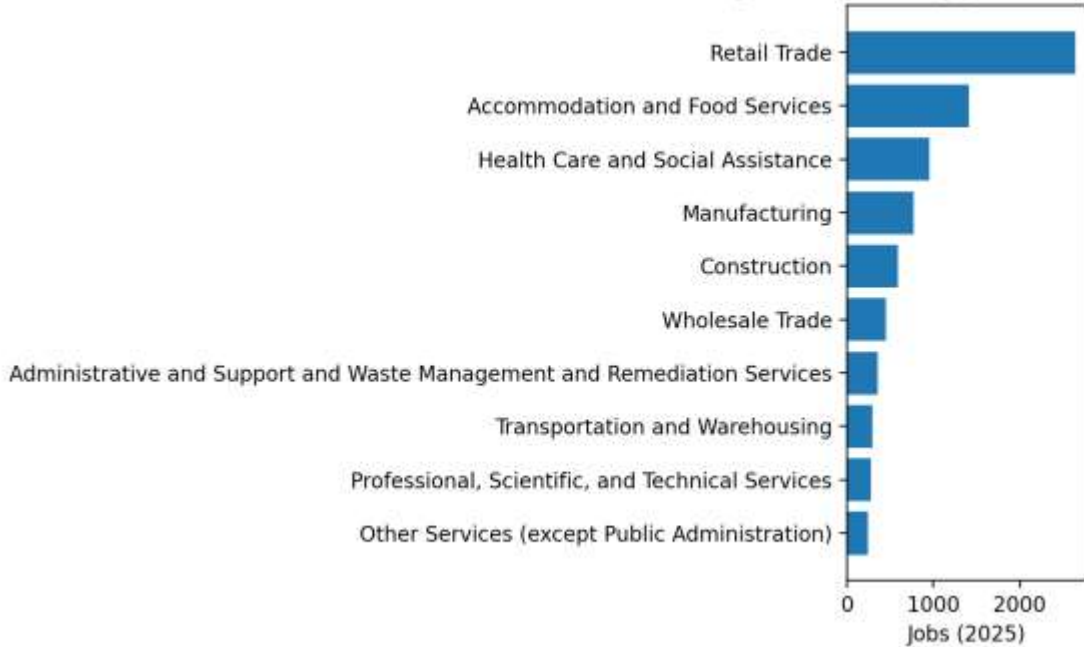 Retail Trade
Accommodation and Food Services
Health Care and Social Assistance
Manufacturing
Construction
Wholesale Trade
Administrative and Support and Waste Management and Remediation Services
Transportation and Warehousing
Professional, Scientific, and Technical Services
Other Services (except Public Administration)
0 1000 2000
Jobs (2025)